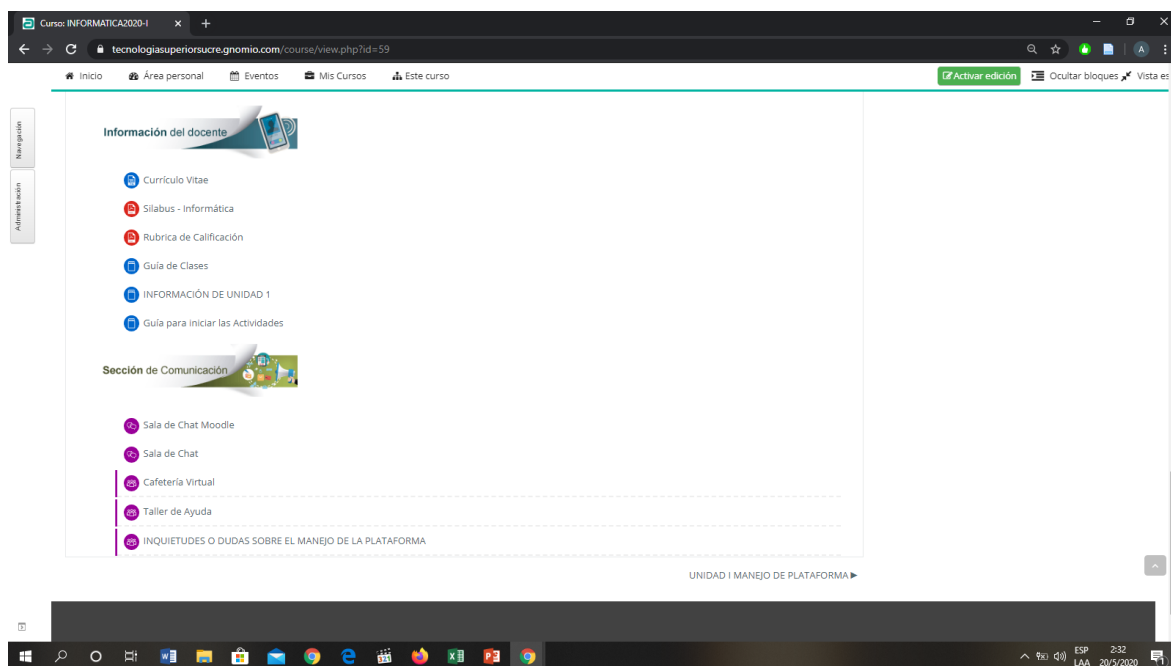 Curso: INFORMATICA2020-I
tecnologiasuperiorsucre.gnomio.com/course/view.php?id=59
A
Inicio Área personal Eventos Mis Cursos Este curso Activar edición Ocultar bloques Vista es
Navegación
Administración
Información del docente
Currículo Vitae
Silabus - Informática
Rubrica de Calificación
Guía de Clases
INFORMACIÓN DE UNIDAD 1
Guía para iniciar las Actividades
Sección de Comunicación
Sala de Chat Moodle
Sala de Chat
Cafetería Virtual
Taller de Ayuda
INQUIETUDES O DUDAS SOBRE EL MANEJO DE LA PLATAFORMA
UNIDAD I MANEJO DE PLATAFORMA
321
ESP 2:32
LAA 20/5/2020